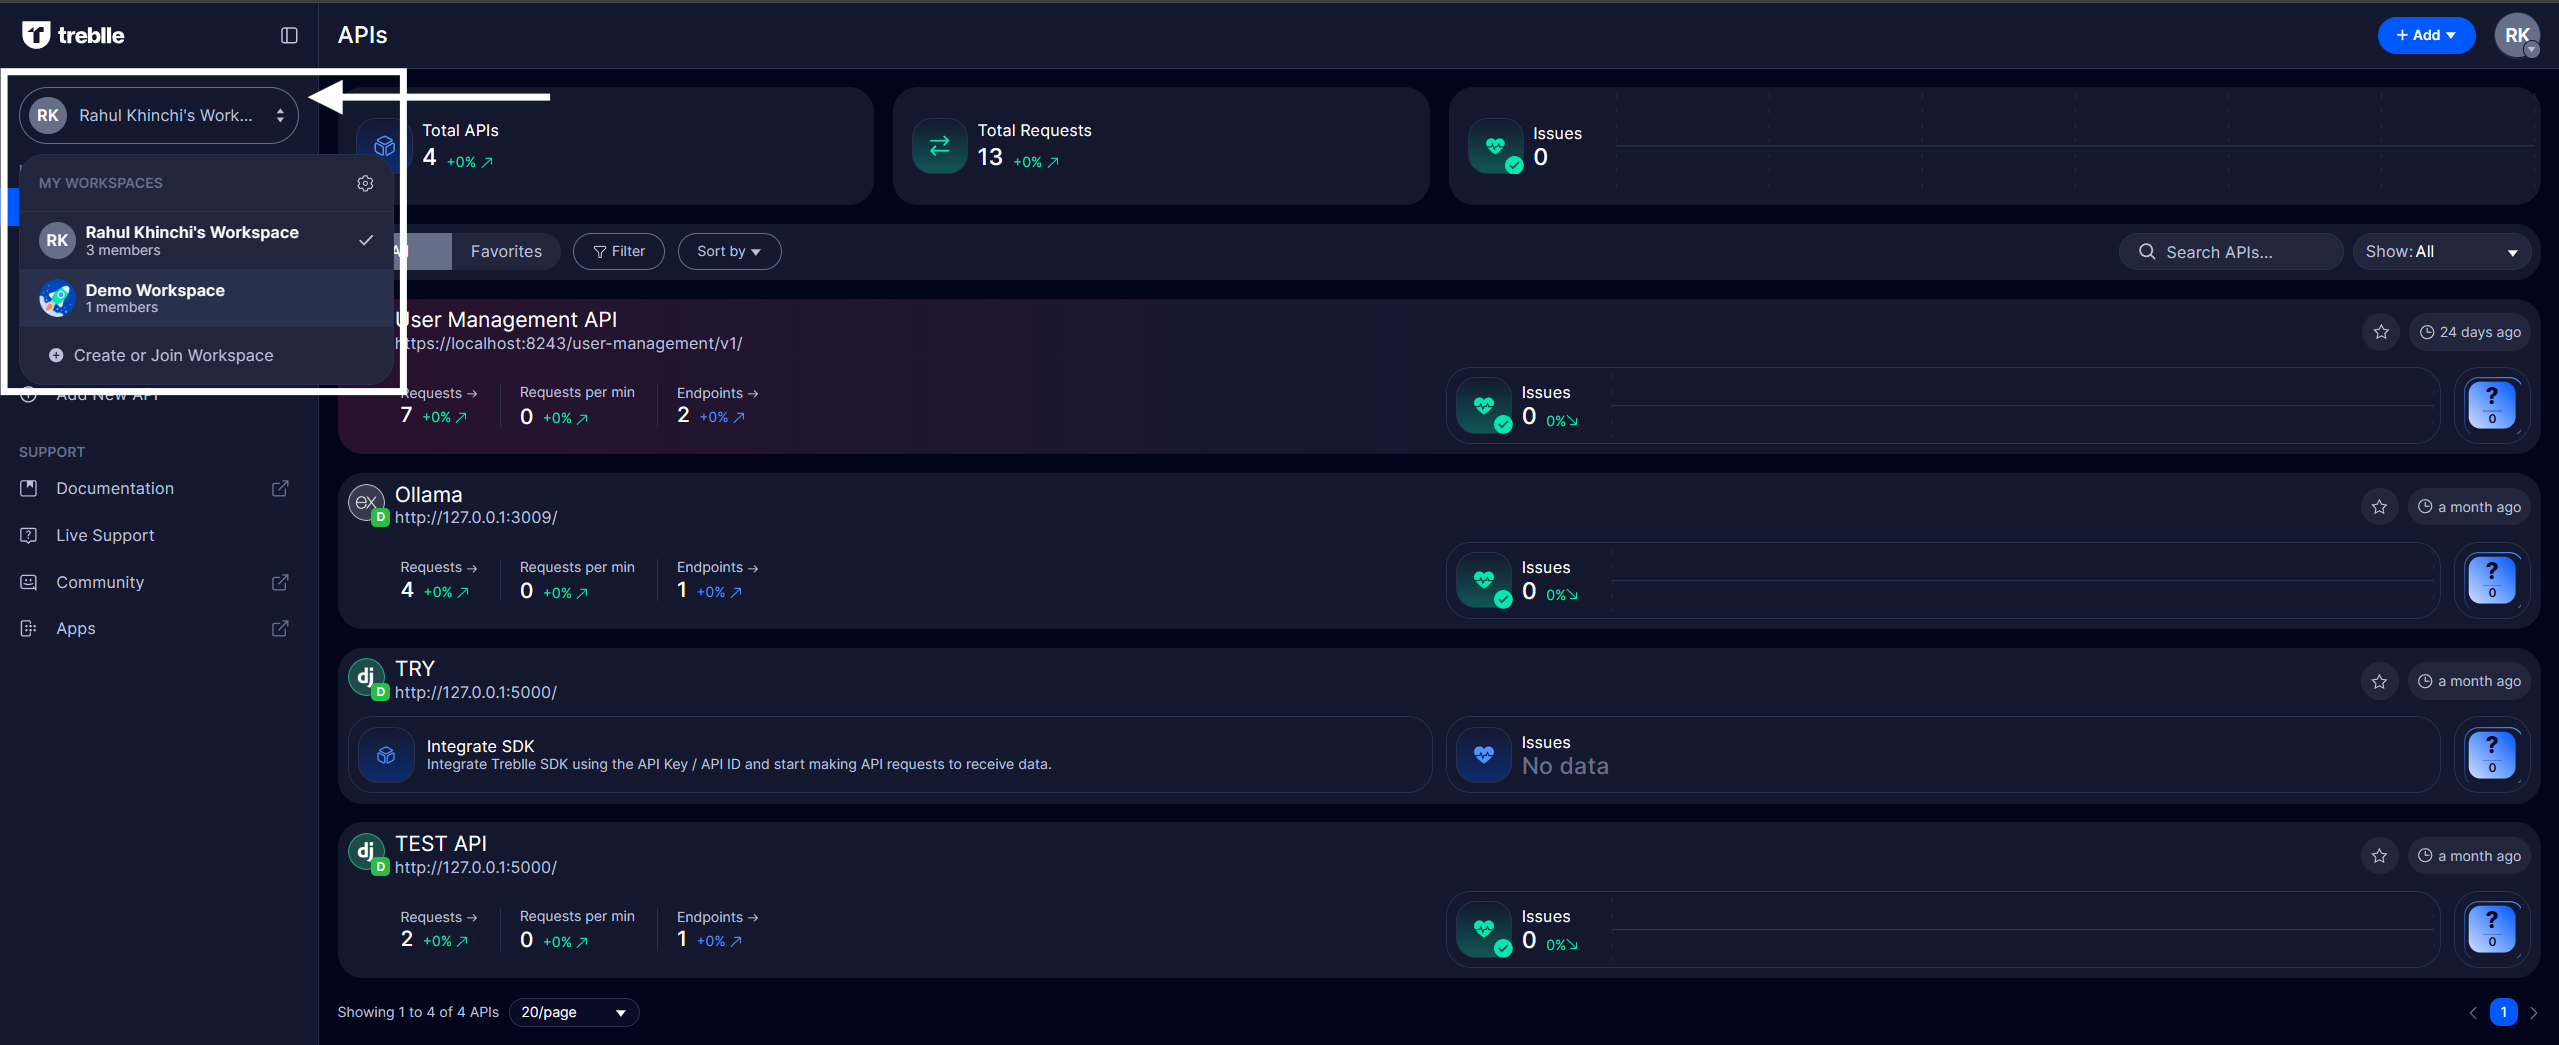 treblle
APIs
+ Add
RK
RK
Rahul Khinchi's Work...
MY WORKSPACES
RK
Rahul Khinchi's Workspace
3 members
Demo Workspace
1 members
Create or Join Workspace
Add New API
SUPPORT
Documentation
Live Support
Community
Apps
Total APIs
4 +0%
Total Requests
13 +0%
Issues
0
All
Favorites
Filter
Sort by
Search APIs...
Show: All
User Management API
https://localhost:8243/user-management/v1/
24 days ago
Requests
7 +0%
Requests per min
0 +0%
Endpoints
2 +0%
Issues
0 0%
?
0
ex
D
Ollama
http://127.0.0.1:3009/
a month ago
Requests
4 +0%
Requests per min
0 +0%
Endpoints
1 +0%
Issues
0 0%
?
0
dj
D
TRY
http://127.0.0.1:5000/
a month ago
Integrate SDK
Integrate Treblle SDK using the API Key / API ID and start making API requests to receive data.
Issues
No data
?
0
dj
D
TEST API
http://127.0.0.1:5000/
a month ago
Requests
2 +0%
Requests per min
0 +0%
Endpoints
1 +0%
Issues
0 0%
?
0
Showing 1 to 4 of 4 APIs
20/page
1